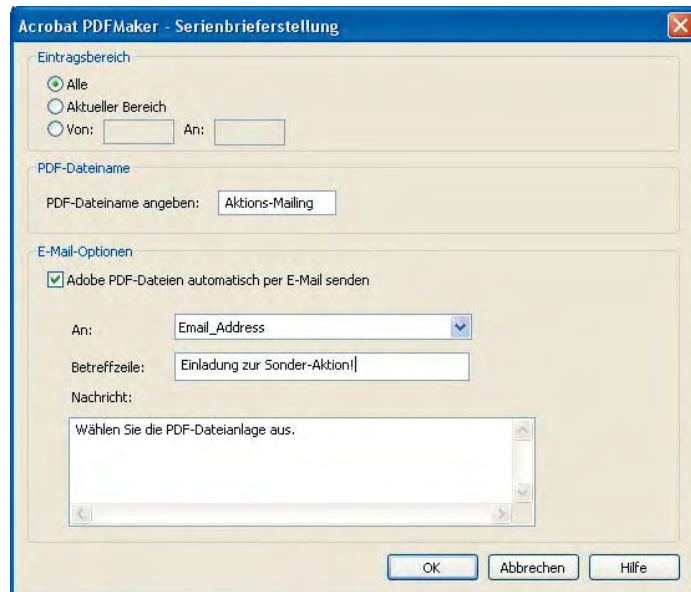 Acrobat PDFMaker - Serienbrieferstellung
Eintragsbereich
Alle
Aktueller Bereich
Von: An:
PDF-Dateiname
PDF-Dateiname angeben: Aktions-Mailing
E-Mail-Optionen
Adobe PDF-Dateien automatisch per E-Mail senden
An: Email_Address
Betreffzeile: Einladung zur Sonder-Aktion!
Nachricht:
Wählen Sie die PDF-Dateianlage aus.
OK Abbrechen Hilfe